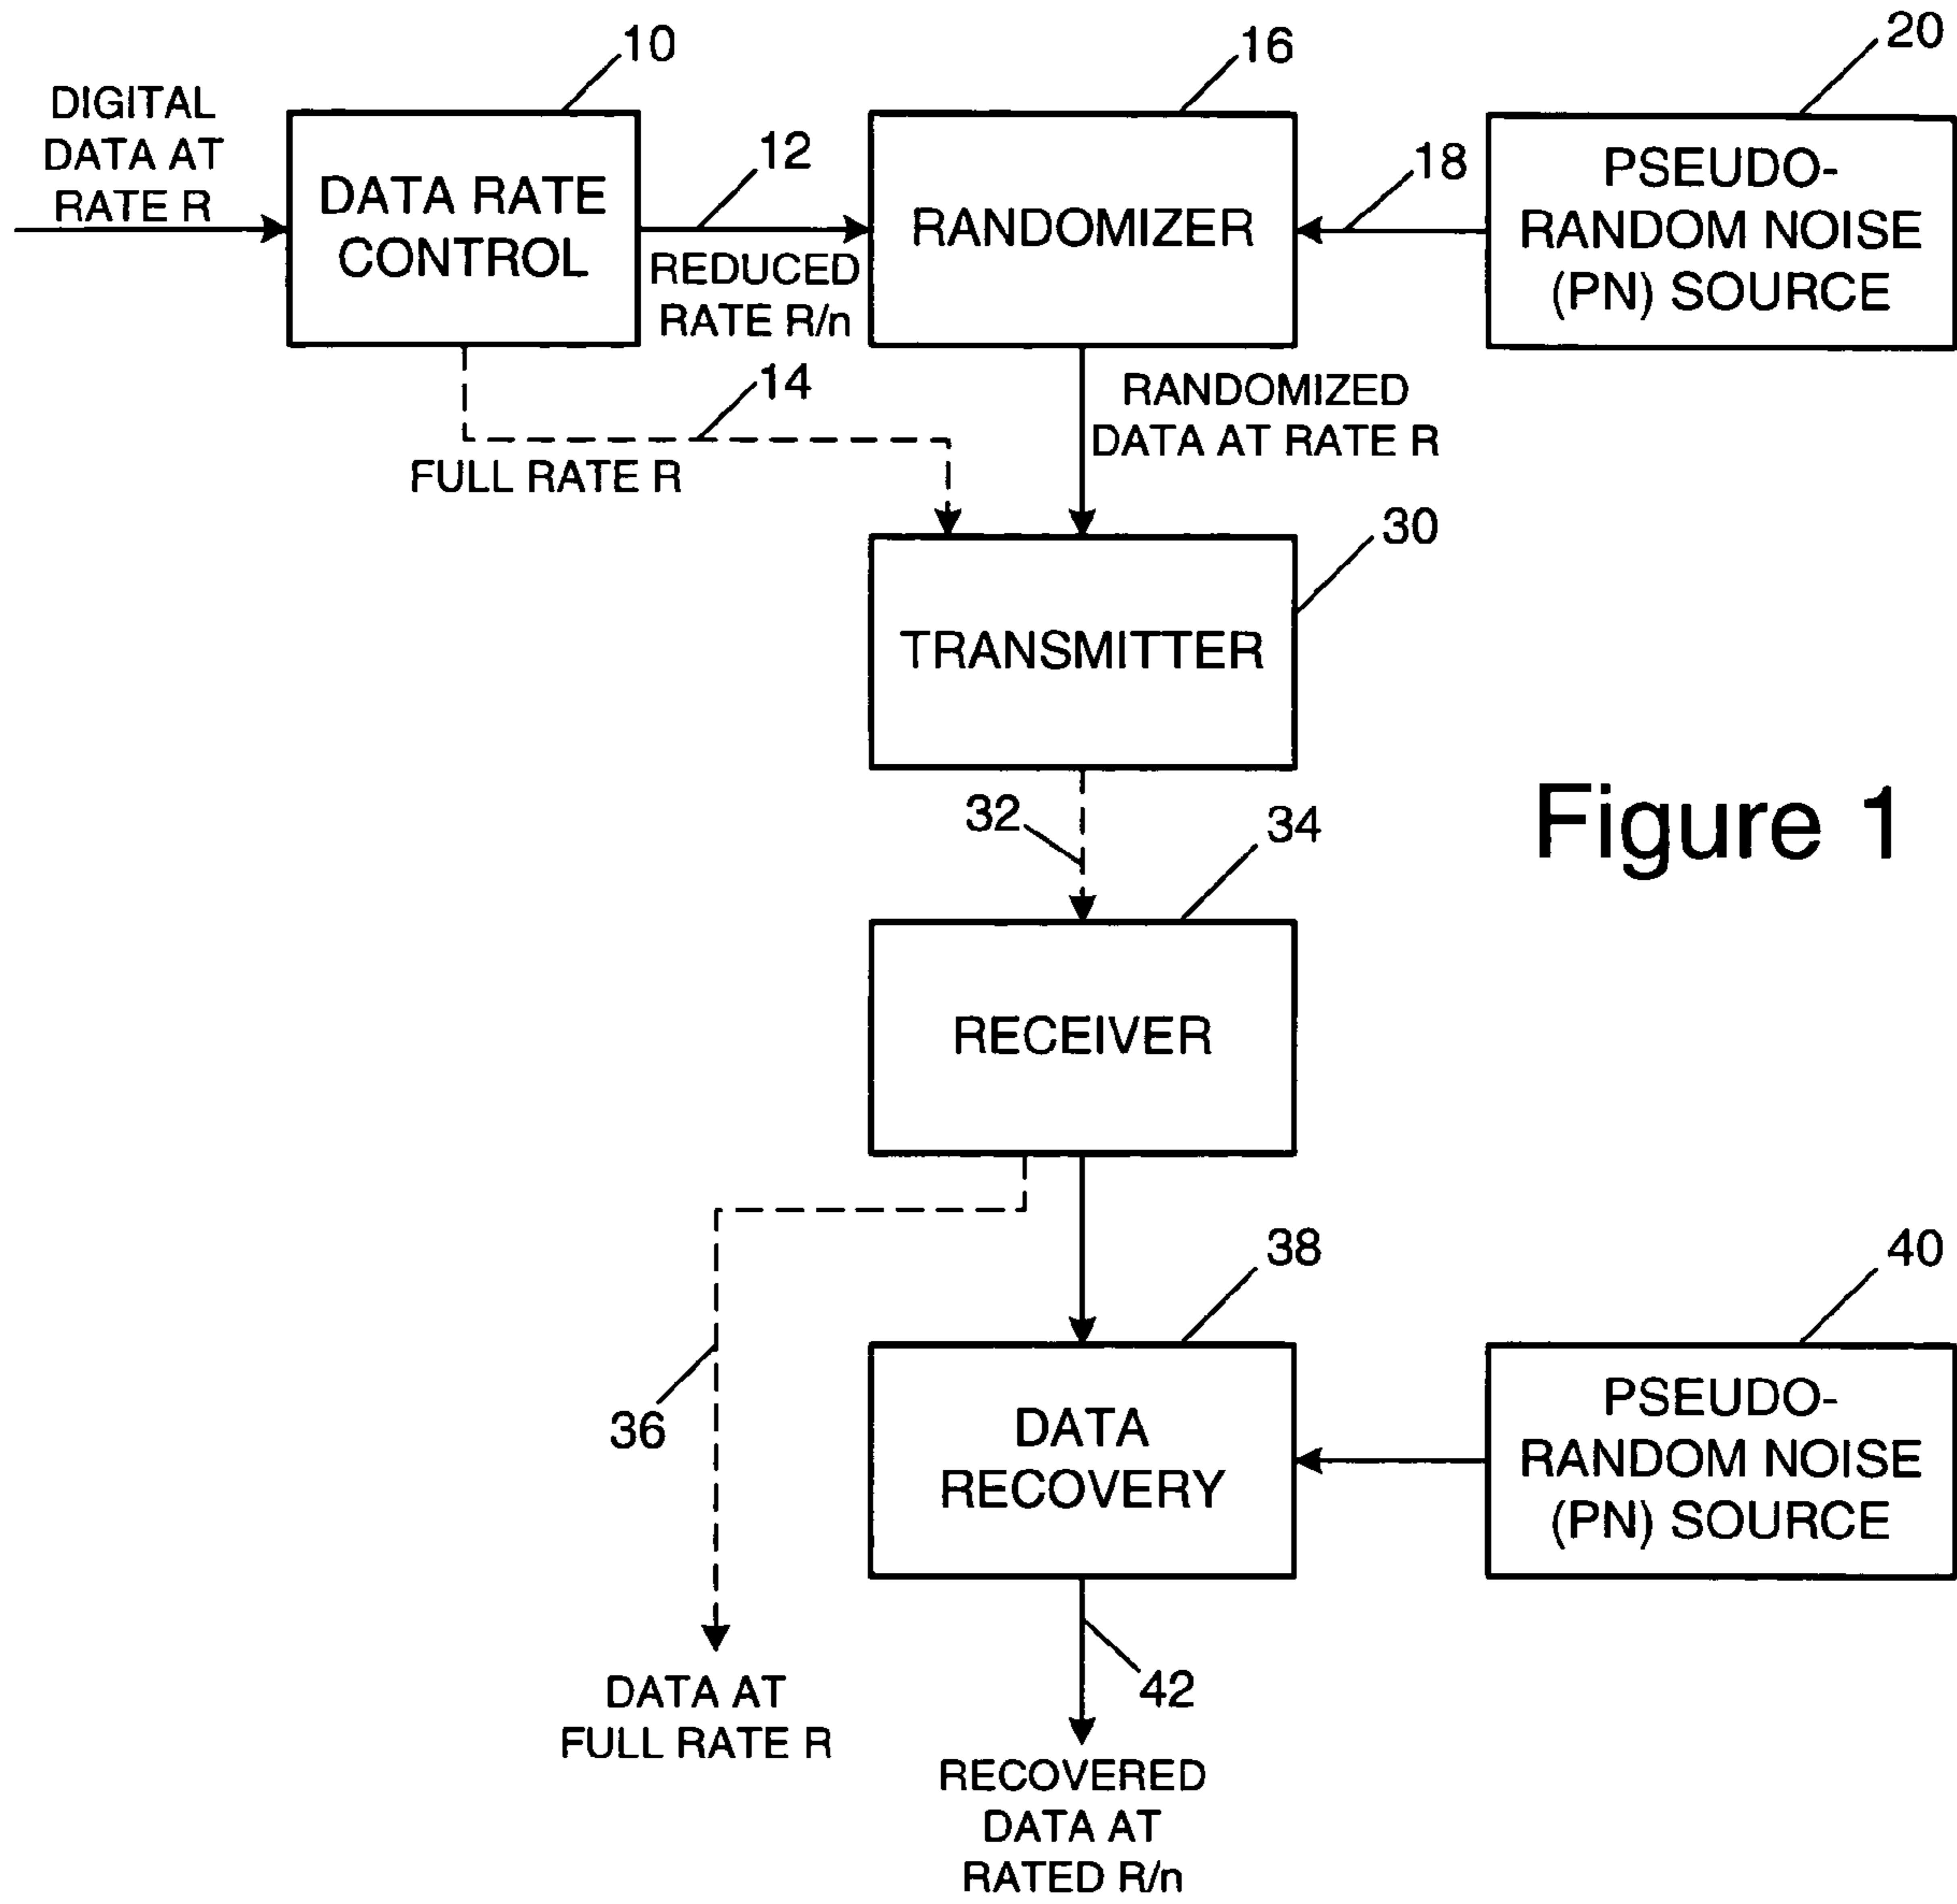 10
16
20
DIGITAL
DATA AT
RATE R
DATA RATE
CONTROL
12
REDUCED
RATE R/n
RANDOMIZER
18
PSEUDO-
RANDOM NOISE
(PN) SOURCE
14
FULL RATE R
RANDOMIZED
DATA AT RATE R
30
TRANSMITTER
32
34
Figure 1
RECEIVER
36
38
40
DATA
RECOVERY
PSEUDO-
RANDOM NOISE
(PN) SOURCE
42
DATA AT
FULL RATE R
RECOVERED
DATA AT
RATED R/n